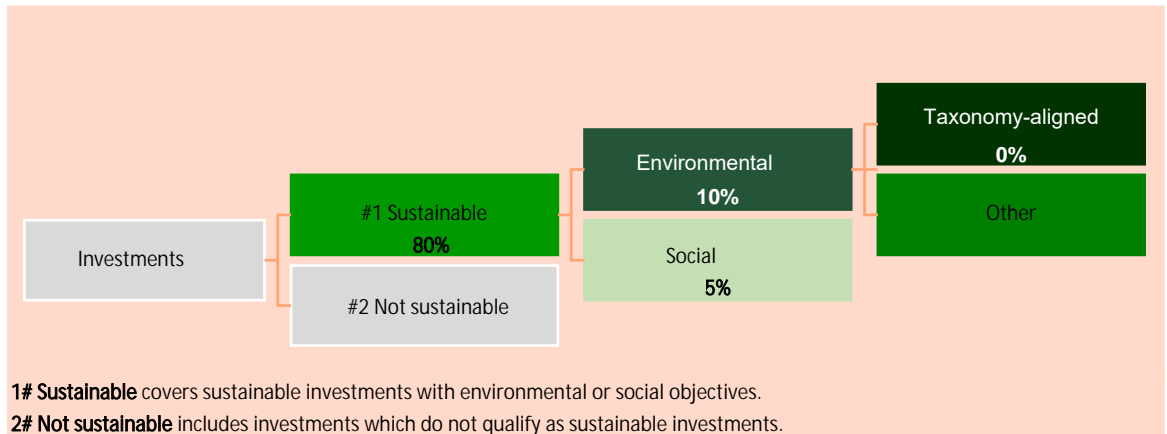 Taxonomy-aligned
0%
Environmental
10%
#1 Sustainable
80%
Other
Investments
Social
5%
#2 Not sustainable
1# Sustainable covers sustainable investments with environmental or social objectives.
2# Not sustainable includes investments which do not qualify as sustainable investments.